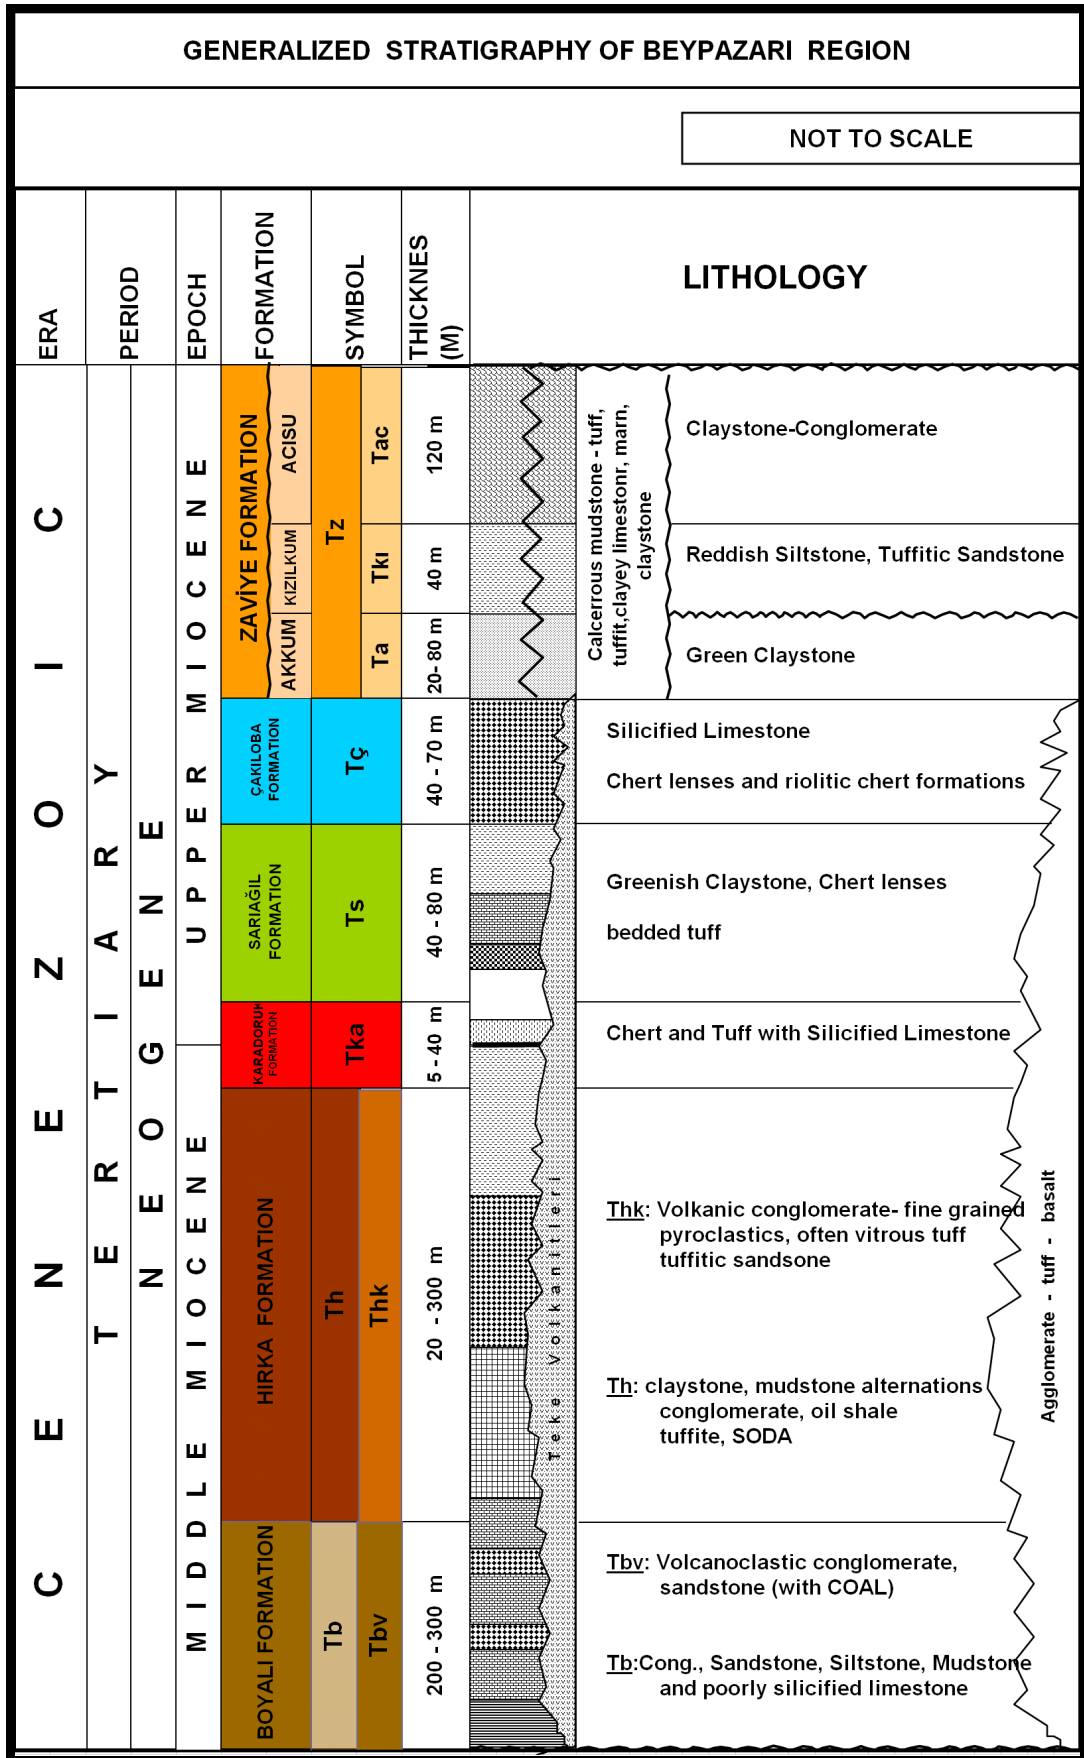 GENERALIZED STRATIGRAPHY OF BEYPAZARI REGION
NOT TO SCALE
ERA
PERIOD
EPOCH
FORMATION
SYMBOL
THICKNES
(M)
LITHOLOGY
CENEZOIC
TERTIARY
NEOGENE
UPPER MIOCENE
MIDDLE MIOCENE
ZAVİYE FORMATION
ACISU
KIZILKUM
AKKUM
Tz
Tac
Tkı
Ta
120 m
40 m
20- 80 m
Calcerrous mudstone - tuff,
tuffit,clayey limestonr, marn,
claystone
Claystone-Conglomerate
Reddish Siltstone, Tuffitic Sandstone
Green Claystone
ÇAKILOBA
FORMATION
Tç
40 - 70 m
Silicified Limestone
Chert lenses and riolitic chert formations
SARIAĞIL
FORMATION
Ts
40 - 80 m
Greenish Claystone, Chert lenses
bedded tuff
KARADORUK
FORMATION
Tka
5 - 40 m
Chert and Tuff with Silicified Limestone
HIRKA FORMATION
Th
Thk
20 - 300 m
Teke Volkanitleri
Thk: Volkanic conglomerate- fine grained
pyroclastics, often vitrous tuff
tuffitic sandsone
Th: claystone, mudstone alternations
conglomerate, oil shale
tuffite, SODA
Agglomerate - tuff - basalt
BOYALI FORMATION
Tb
Tbv
200 - 300 m
Tbv: Volcanoclastic conglomerate,
sandstone (with COAL)
Tb:Cong., Sandstone, Siltstone, Mudstone
and poorly silicified limestone